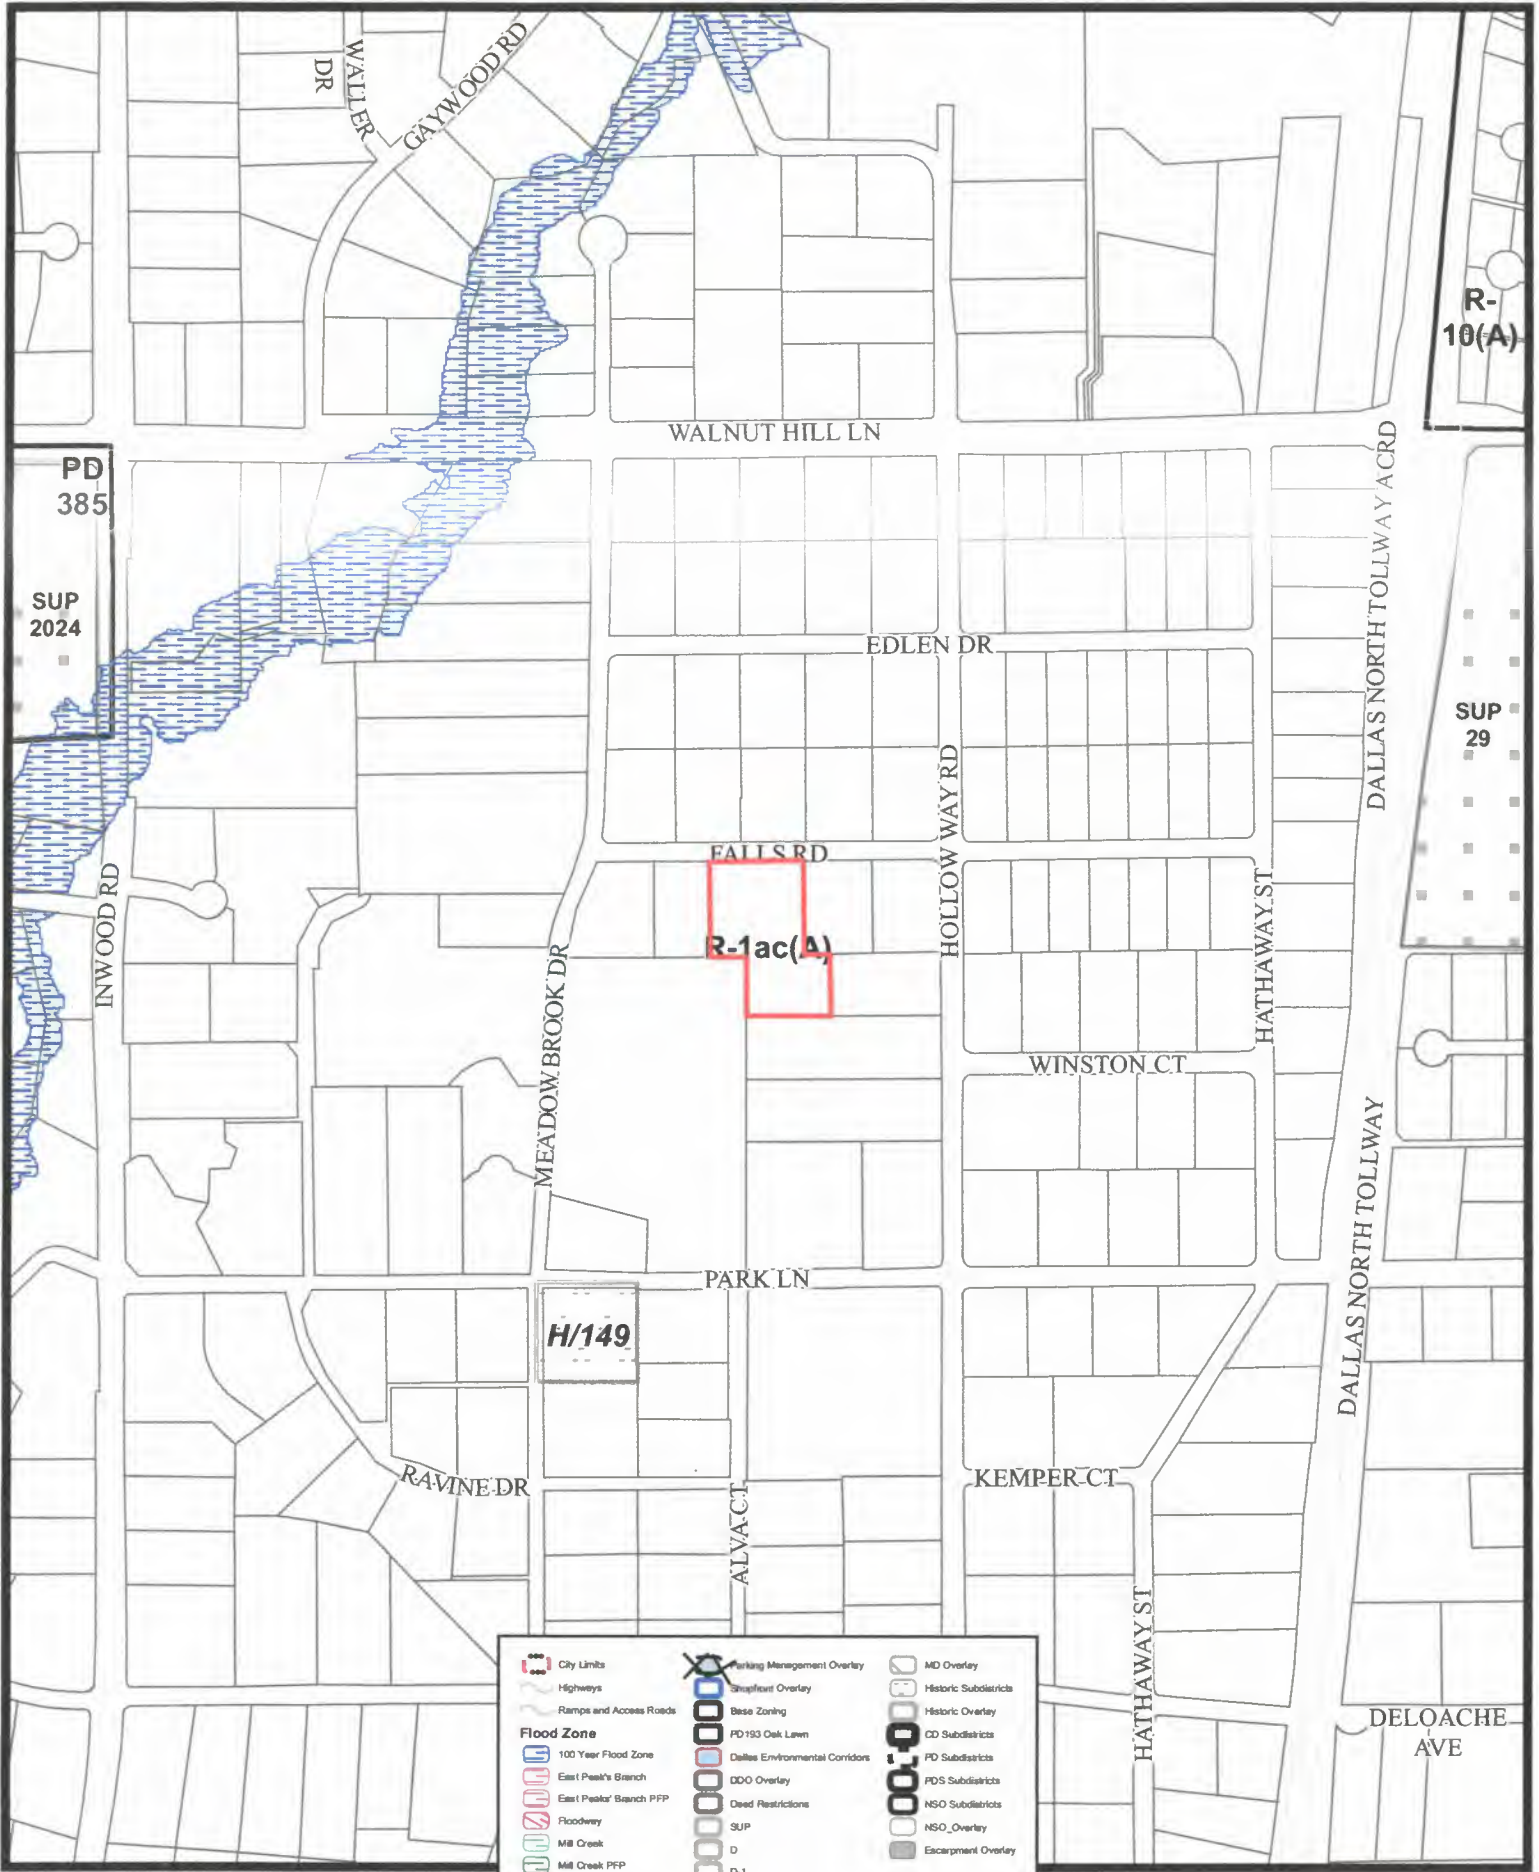 WALLER
DR
GAYWOOD RD
R-
10(A)
WALNUT HILL LN
PD
385
SUP
2024
DALLAS NORTH TOLLWAY ACRD
EDLEN DR
SUP
29
HOLLOW WAY RD
FALLS RD
INWOOD RD
R-1ac(A)
HATHAWAY ST
MEADOWBROOK DR
WINSTON CT
DALLAS NORTH TOLLWAY
PARK LN
H/149
RAVINE DR
KEMPER CT
ALVA CT
HATHAWAY ST
DELOACHE
AVE
City Limits
Highways
Ramps and Access Roads
Flood Zone
100 Year Flood Zone
East Peak's Branch
East Peaks' Branch PFP
Floodway
Mill Creek
Mill Creek PFP
Parking Management Overlay
Shopfront Overlay
Base Zoning
PD193 Oak Lawn
Dallas Environmental Corridors
DDO Overlay
Deed Restrictions
SUP
D
D-1
MD Overlay
Historic Subdistricts
Historic Overlay
CD Subdistricts
PD Subdistricts
PDS Subdistricts
NSO Subdistricts
NSO_Overlay
Escarpment Overlay